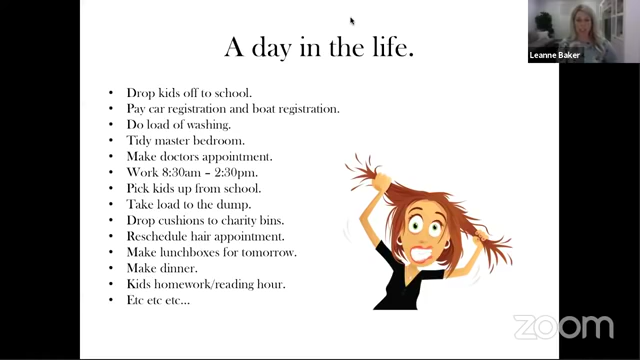 A day in the life.
Leanne Baker
• Drop kids off to school.
• Pay car registration and boat registration.
• Do load of washing.
• Tidy master bedroom.
• Make doctors appointment.
• Work 8:30am – 2:30pm.
• Pick kids up from school.
• Take load to the dump.
• Drop cushions to charity bins.
• Reschedule hair appointment.
• Make lunchboxes for tomorrow.
• Make dinner.
• Kids homework/reading hour.
• Etc etc etc...
zoom